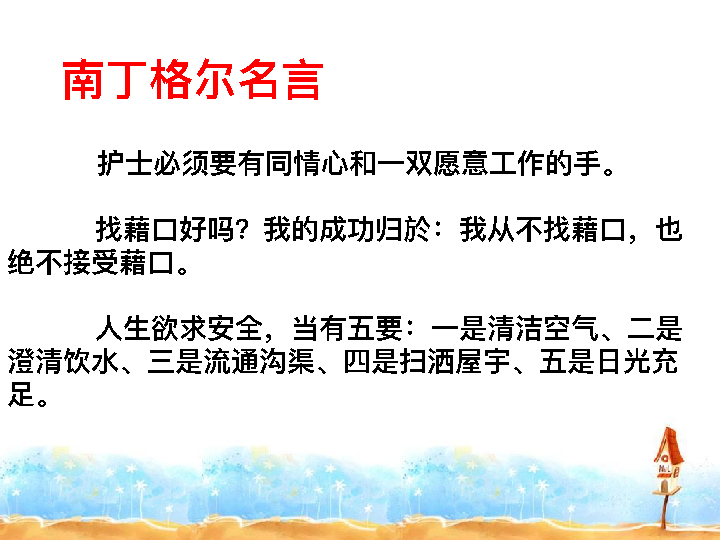 南丁格尔名言
护士必须要有同情心和一双愿意工作的手。
找藉口好吗？我的成功归於：我从不找藉口，也
绝不接受藉口。
人生欲求安全，当有五要：一是清洁空气、二是
澄清饮水、三是流通沟渠、四是扫洒屋宇、五是日光充
足。